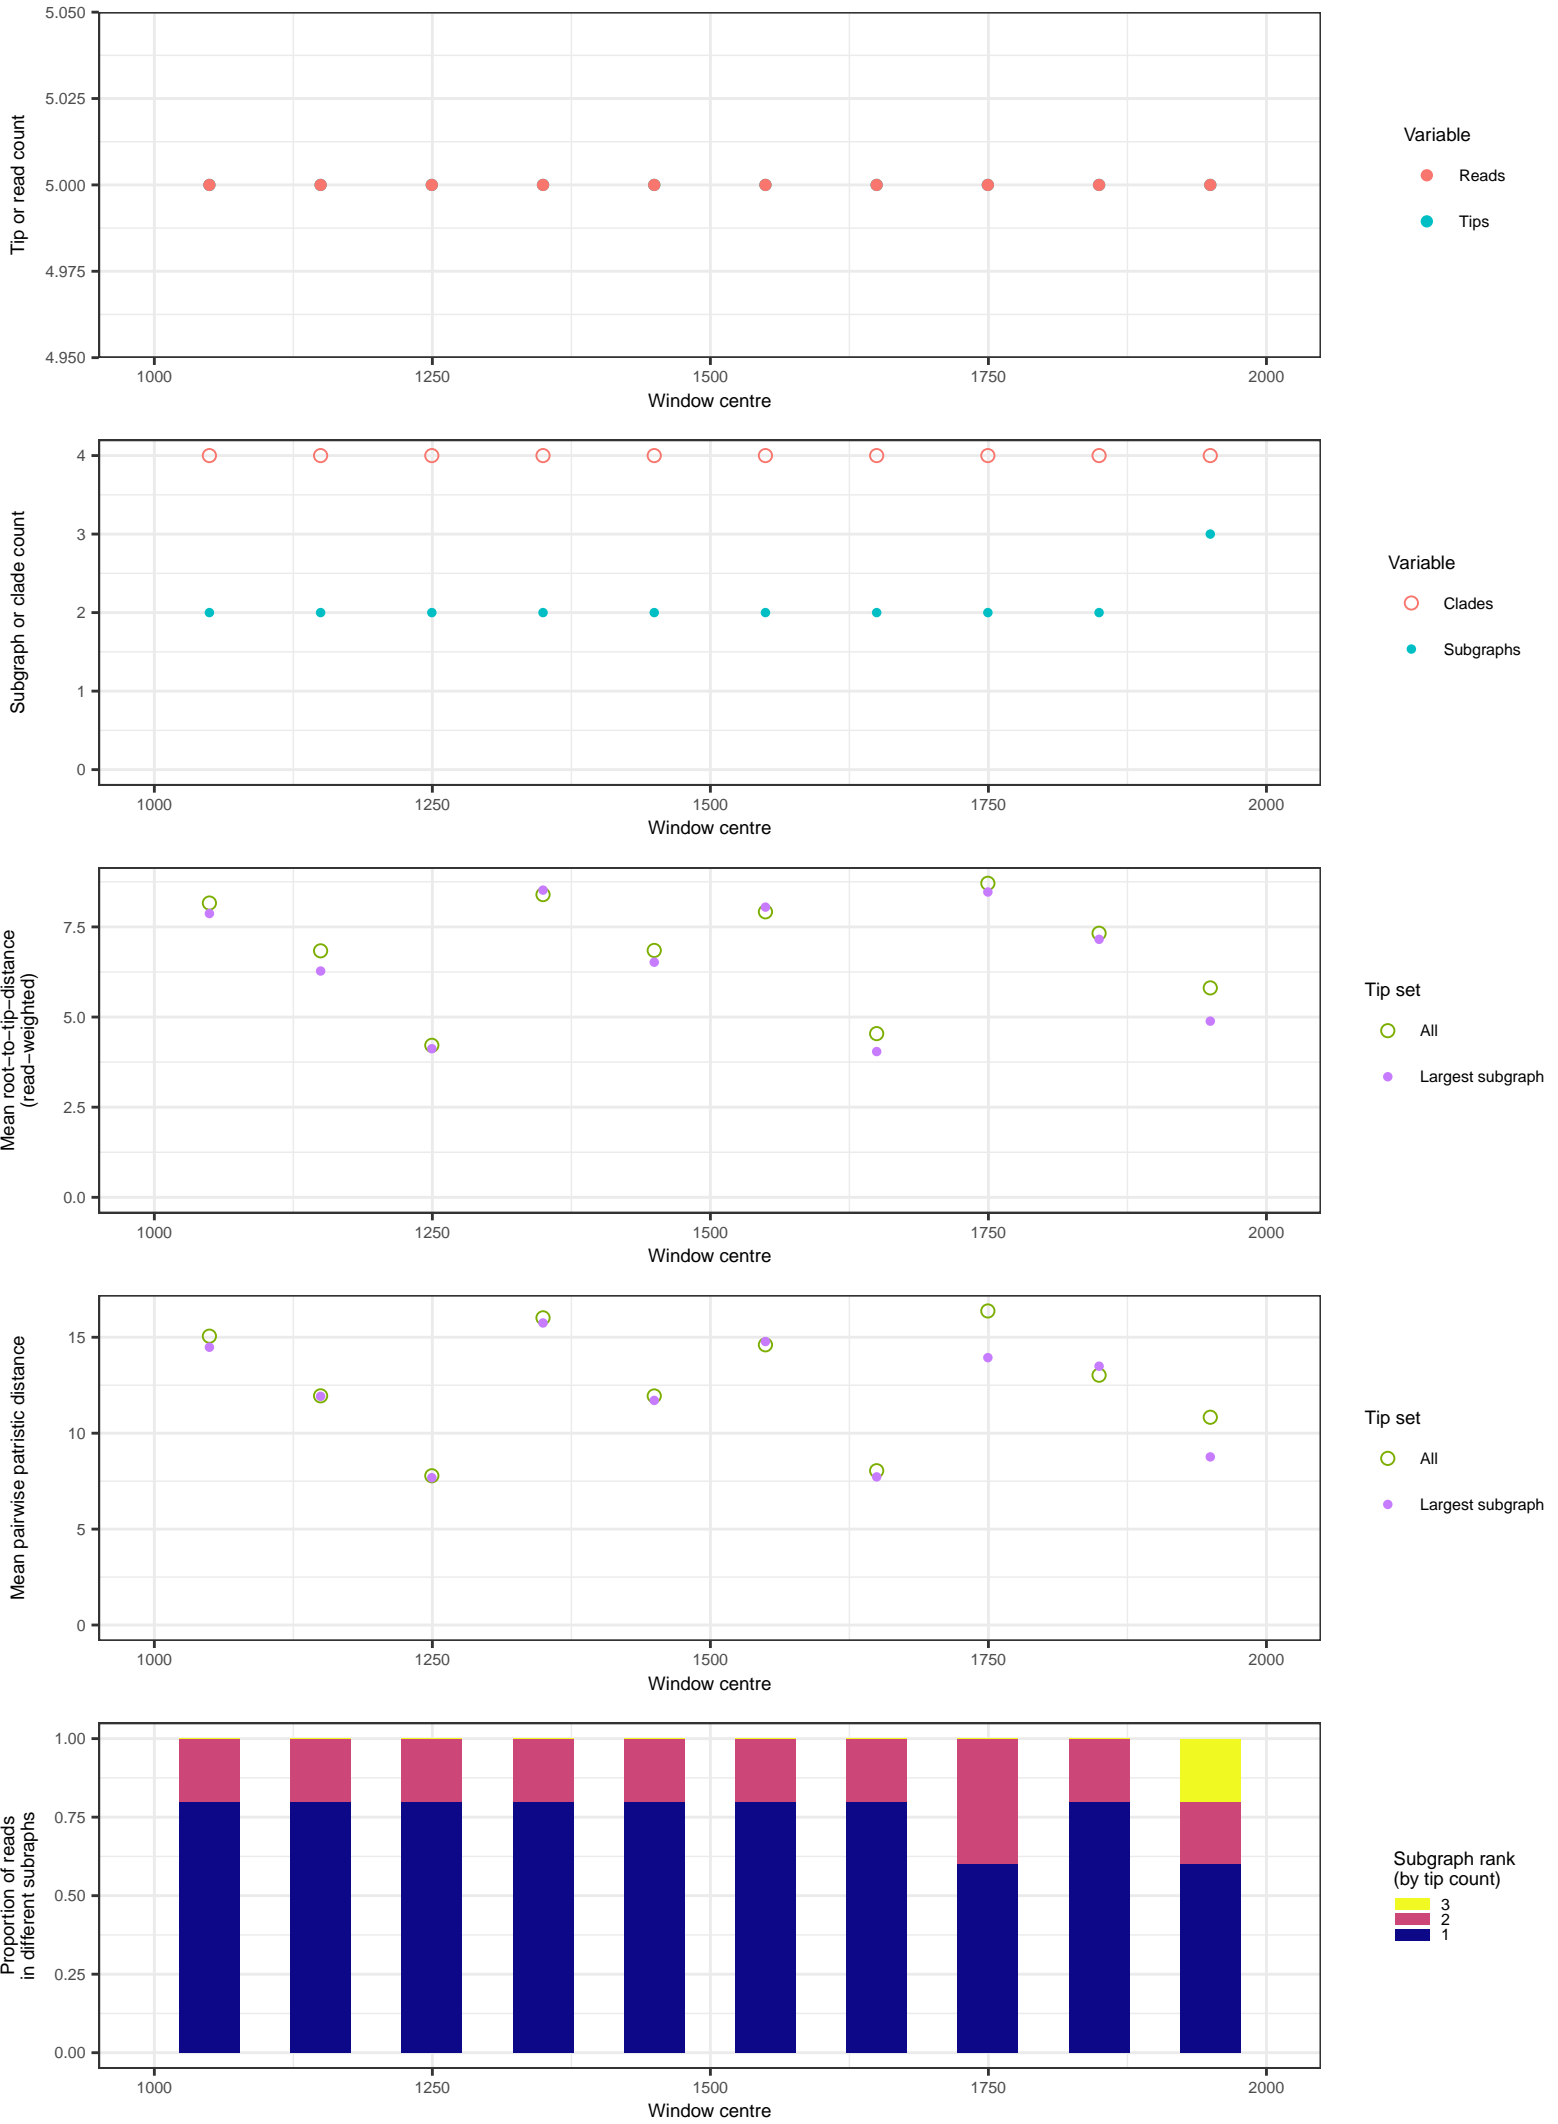 5.050
5.025
5.000
4.975
4.950
Tip or read count
1000 1250 1500 1750 2000
Window centre
Variable
Reads
Tips
4
3
2
1
0
Subgraph or clade count
1000 1250 1500 1750 2000
Window centre
Variable
Clades
Subgraphs
7.5
5.0
2.5
0.0
Mean root−to−tip−distance
(read−weighted)
1000 1250 1500 1750 2000
Window centre
Tip set
All
Largest subgraph
15
10
5
0
Mean pairwise patristic distance
1000 1250 1500 1750 2000
Window centre
Tip set
All
Largest subgraph
1.00
0.75
0.50
0.25
0.00
Proportion of reads
in different subraphs
1000 1250 1500 1750 2000
Window centre
Subgraph rank
(by tip count)
3
2
1